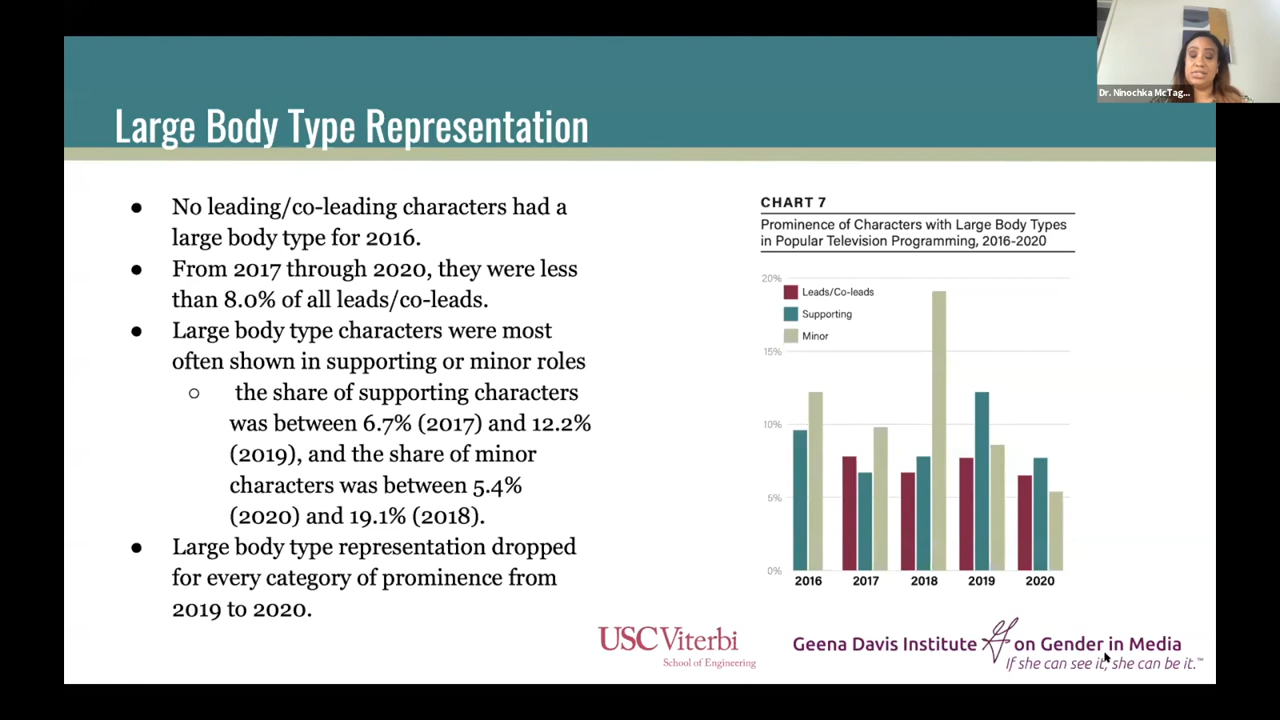 Dr. Ninochka McTag...
Large Body Type Representation
● No leading/co-leading characters had a
large body type for 2016.
● From 2017 through 2020, they were less
than 8.0% of all leads/co-leads.
● Large body type characters were most
often shown in supporting or minor roles
○ the share of supporting characters
was between 6.7% (2017) and 12.2%
(2019), and the share of minor
characters was between 5.4%
(2020) and 19.1% (2018).
● Large body type representation dropped
for every category of prominence from
2019 to 2020.
CHART 7
Prominence of Characters with Large Body Types
in Popular Television Programming, 2016-2020
20%
Leads/Co-leads
Supporting
Minor
15%
10%
5%
0%
2016 2017 2018 2019 2020
USC Viterbi
School of Engineering
Geena Davis Institute on Gender in Media
If she can see it, she can be it.™